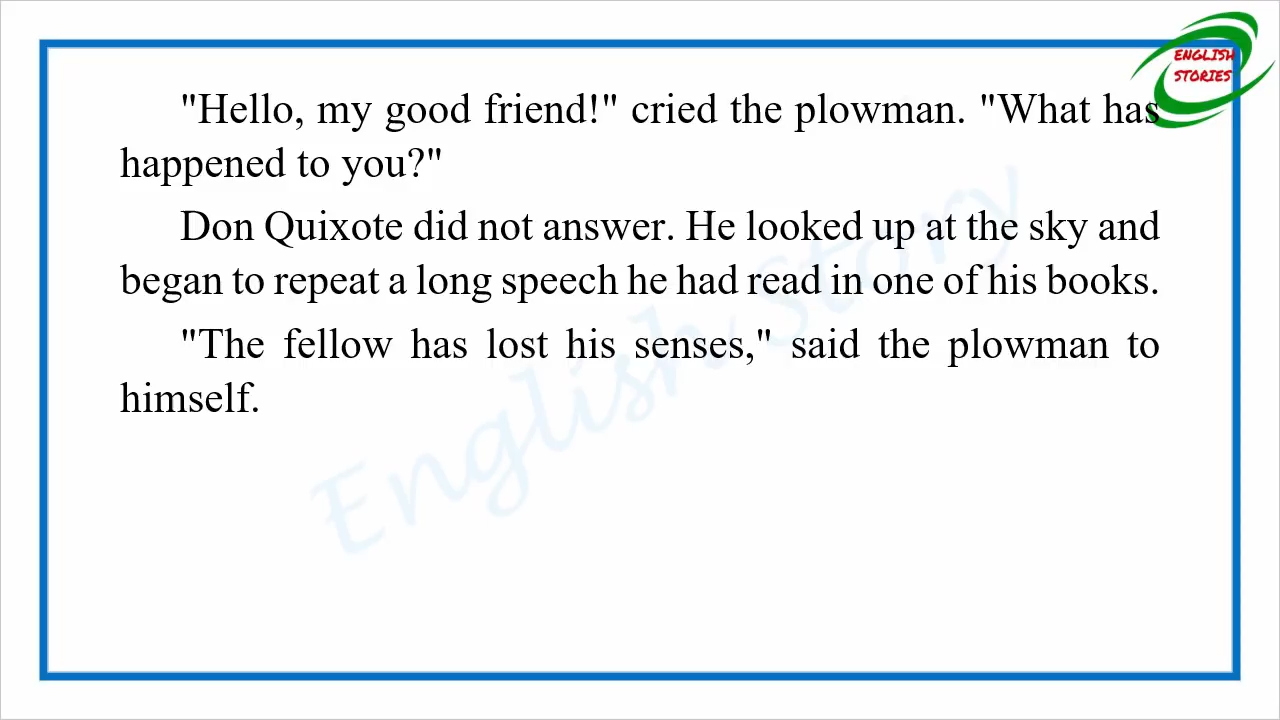 ENGLISH
STORIES
"Hello, my good friend!" cried the plowman. "What has
happened to you?"
Don Quixote did not answer. He looked up at the sky and
began to repeat a long speech he had read in one of his books.
"The fellow has lost his senses," said the plowman to
himself.
English Story